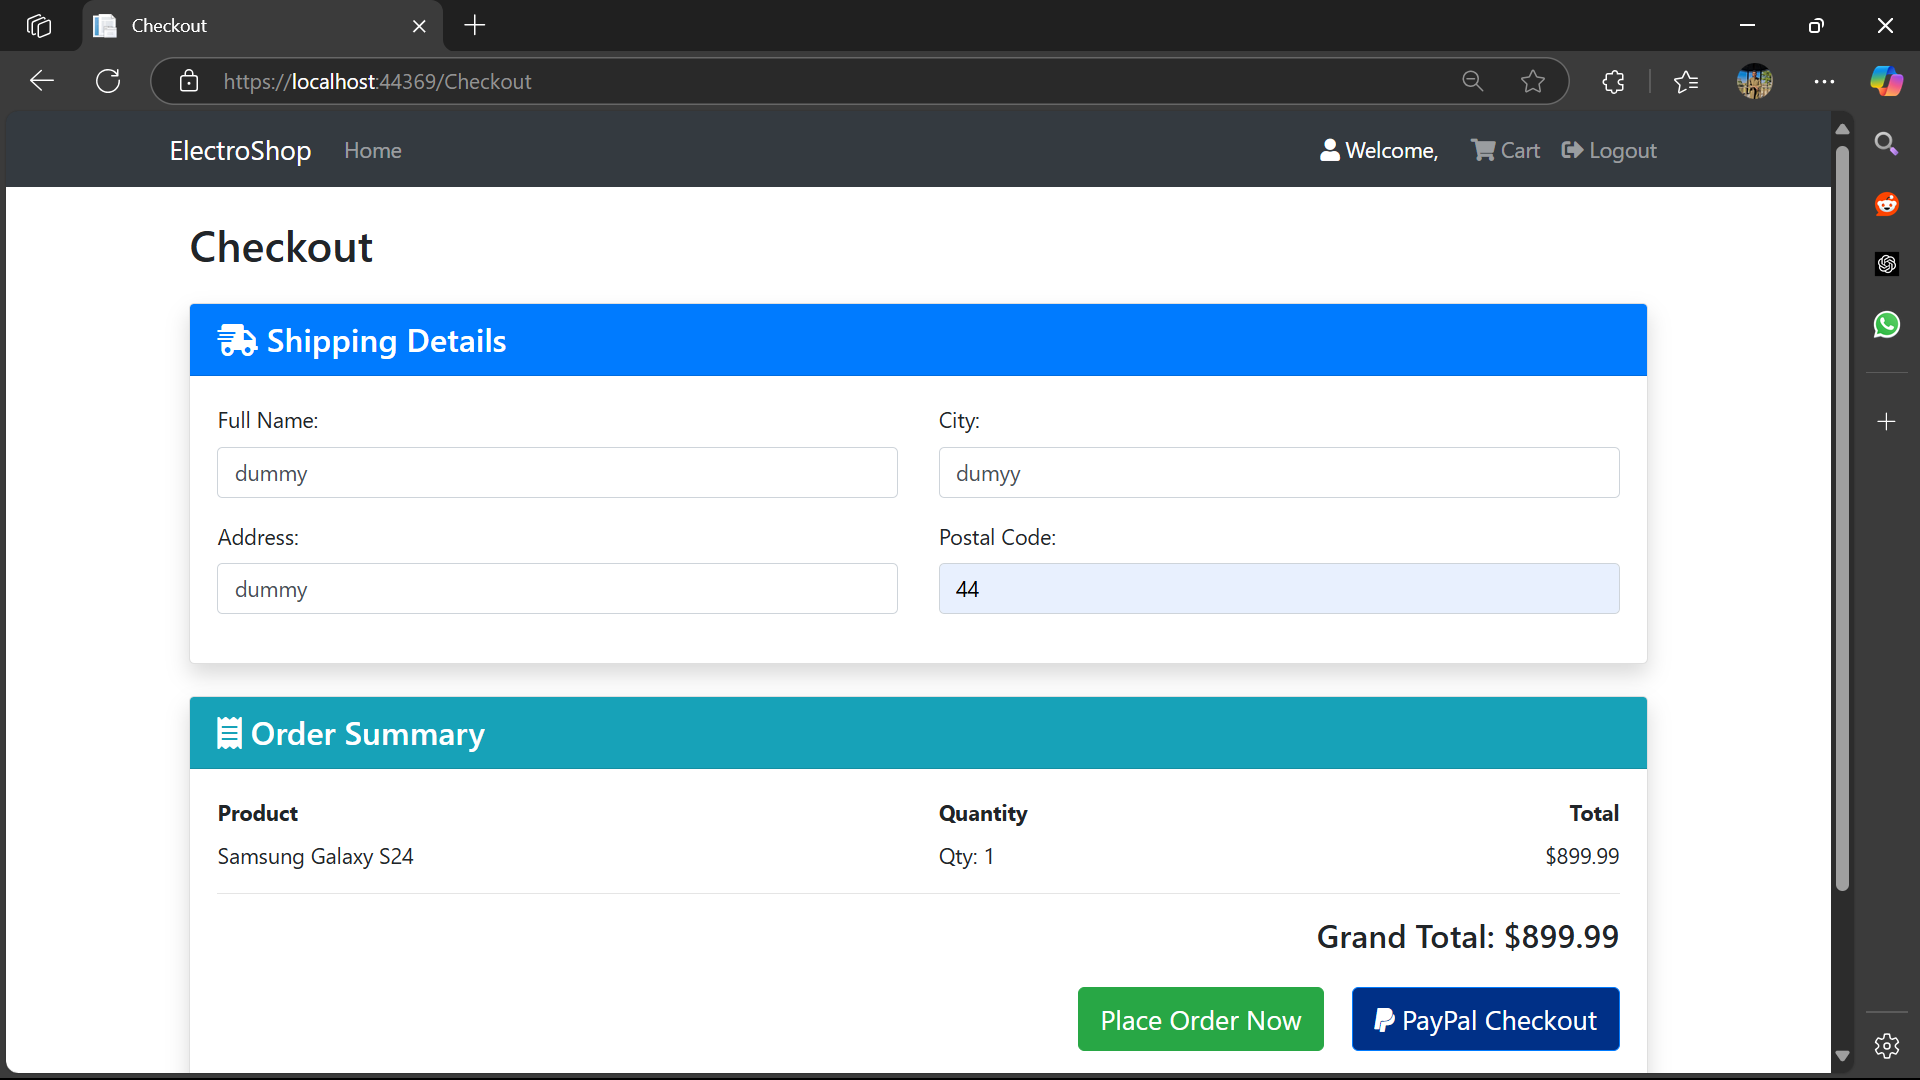 Checkout
https://localhost:44369/Checkout
ElectroShop Home Welcome, Cart Logout
Checkout
Shipping Details
Full Name: City:
dummy dumyy
Address: Postal Code:
dummy 44
Order Summary
Product Quantity Total
Samsung Galaxy S24 Qty: 1 $899.99
Grand Total: $899.99
Place Order Now PayPal Checkout